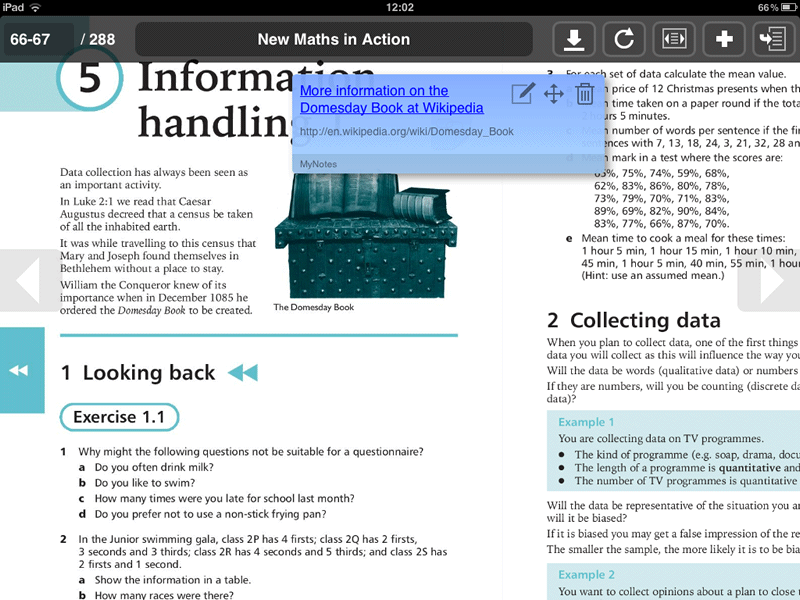 iPad
12:02
66%
66-67 / 288
New Maths in Action
5 Information
handling
More information on the
Domesday Book at Wikipedia
http://en.wikipedia.org/wiki/Domesday_Book
MyNotes
Data collection has always been seen as
an important activity.
In Luke 2:1 we read that Caesar
Augustus decreed that a census be taken
of all the inhabited earth.
It was while travelling to this census that
Mary and Joseph found themselves in
Bethlehem without a place to stay.
William the Conqueror knew of its
importance when in December 1085 he
ordered the Domesday Book to be created.
The Domesday Book
1 Looking back
Exercise 1.1
1 Why might the following questions not be suitable for a questionnaire?
a Do you often drink milk?
b Do you like to swim?
c How many times were you late for school last month?
d Do you prefer not to use a non-stick frying pan?
2 In the Junior swimming gala, class 2P has 4 firsts; class 2Q has 2 firsts,
3 seconds and 3 thirds; class 2R has 4 seconds and 5 thirds; and class 2S has
2 firsts and 1 second.
a Show the information in a table.
b How many races were there?
3 For each set of data calculate the mean value.
price of 12 Christmas presents when th
time taken on a paper round if the tota
hours 5 minutes.
number of words per sentence if the fi
sentences with 7, 13, 18, 24, 3, 21, 32, 28 an
mark in a test where the scores are:
65%, 75%, 74%, 59%, 68%,
62%, 83%, 86%, 80%, 78%,
73%, 79%, 70%, 71%, 83%,
89%, 69%, 82%, 90%, 84%,
83%, 77%, 66%, 87%, 70%.
e Mean time to cook a meal for these times:
1 hour 5 min, 1 hour 15 min, 1 hour 10 min,
45 min, 1 hour 5 min, 40 min, 55 min, 1 hou
(Hint: use an assumed mean.)
2 Collecting data
When you plan to collect data, one of the first things
data you will collect as this will influence the way yo
Will the data be words (qualitative data) or numbers
If they are numbers, will you be counting (discrete da
data)?
Example 1
You are collecting data on TV programmes.
● The kind of programme (e.g. soap, drama, docu
● The length of a programme is quantitative and
● The number of TV programmes is quantitative
Will the data be representative of the situation you a
will it be biased?
If it is biased you may get a false impression of the re
The smaller the sample, the more likely it is to be bia
Example 2
You want to collect opinions about a plan to close